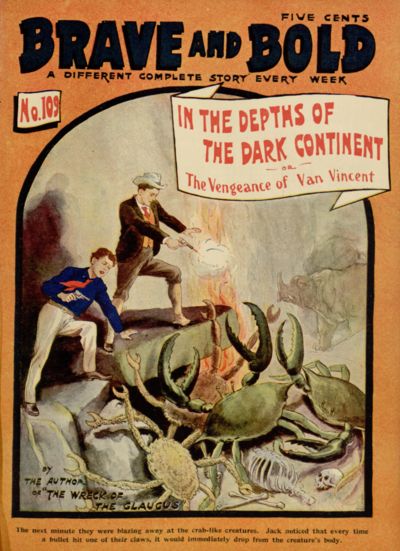 FIVE CENTS
BRAVE AND BOLD
A DIFFERENT COMPLETE STORY EVERY WEEK
No. 109
IN THE DEPTHS OF
THE DARK CONTINENT
OR
The Vengeance of Van Vincent
BY
THE AUTHOR
OF "THE WRECK OF
THE GLAUCUS"
The next minute they were blazing away at the crab-like creatures. Jack noticed that every time
a bullet hit one of their claws, it would immediately drop from the creature's body.